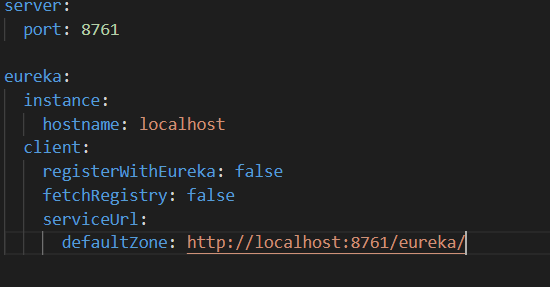 server:
  port: 8761

eureka:
  instance:
    hostname: localhost
  client:
    registerWithEureka: false
    fetchRegistry: false
    serviceUrl:
      defaultZone: http://localhost:8761/eureka/